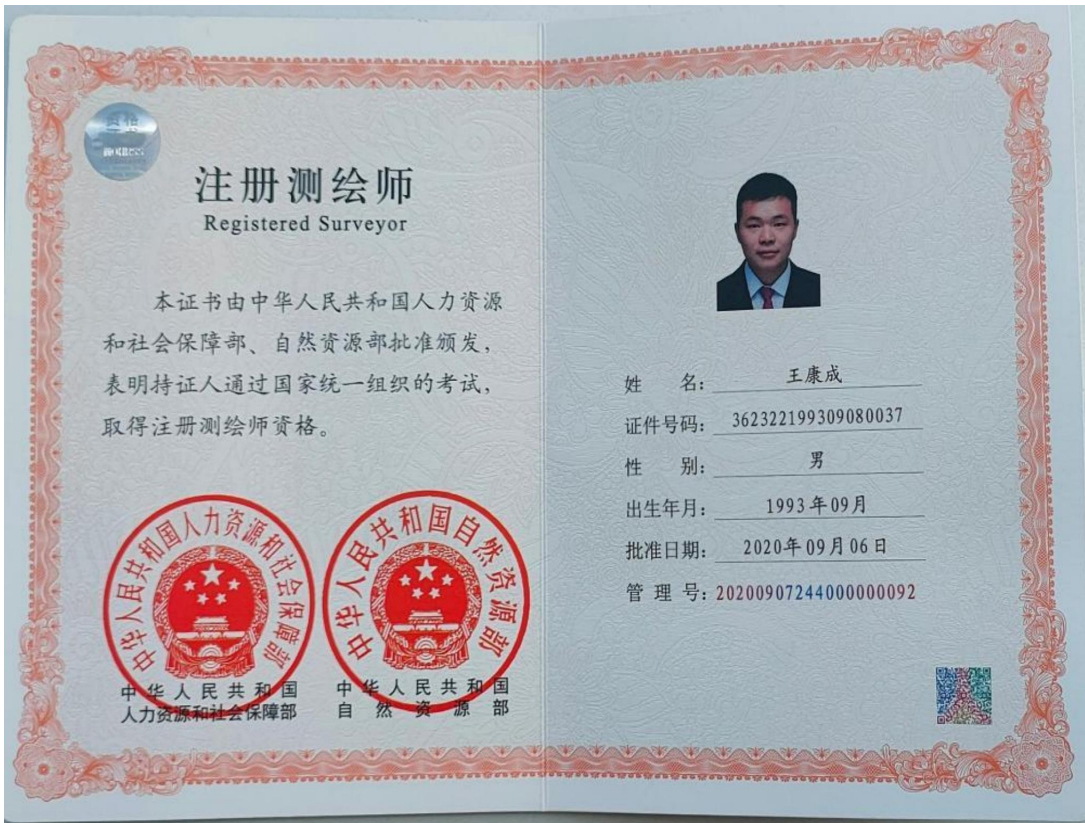 资格
注册测绘师
Registered Surveyor
本证书由中华人民共和国人力资源
和社会保障部、自然资源部批准颁发，
表明持证人通过国家统一组织的考试，
取得注册测绘师资格。
中华人民共和国人力资源和社会保障部
中华人民共和国自然资源部
中华人民共和国
人力资源和社会保障部
中华人民共和国
自然资源部
姓 名： 王康成
证件号码： 362322199309080037
性 别： 男
出生年月： 1993年09月
批准日期： 2020年09月06日
管 理 号： 20200907244000000092